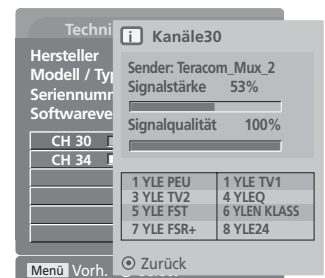 Techni
Hersteller
Modell / Typ
Seriennumr
Softwareve
CH 30
CH 34
Kanäle30
Sender: Teracom_Mux_2
Signalstärke 53%
Signalqualität 100%
1 YLE PEU 1 YLE TV1
3 YLE TV2 4 YLEQ
5 YLE FST 6 YLEN KLASS
7 YLE FSR+ 8 YLE24
Zurück
Menü Vorh.